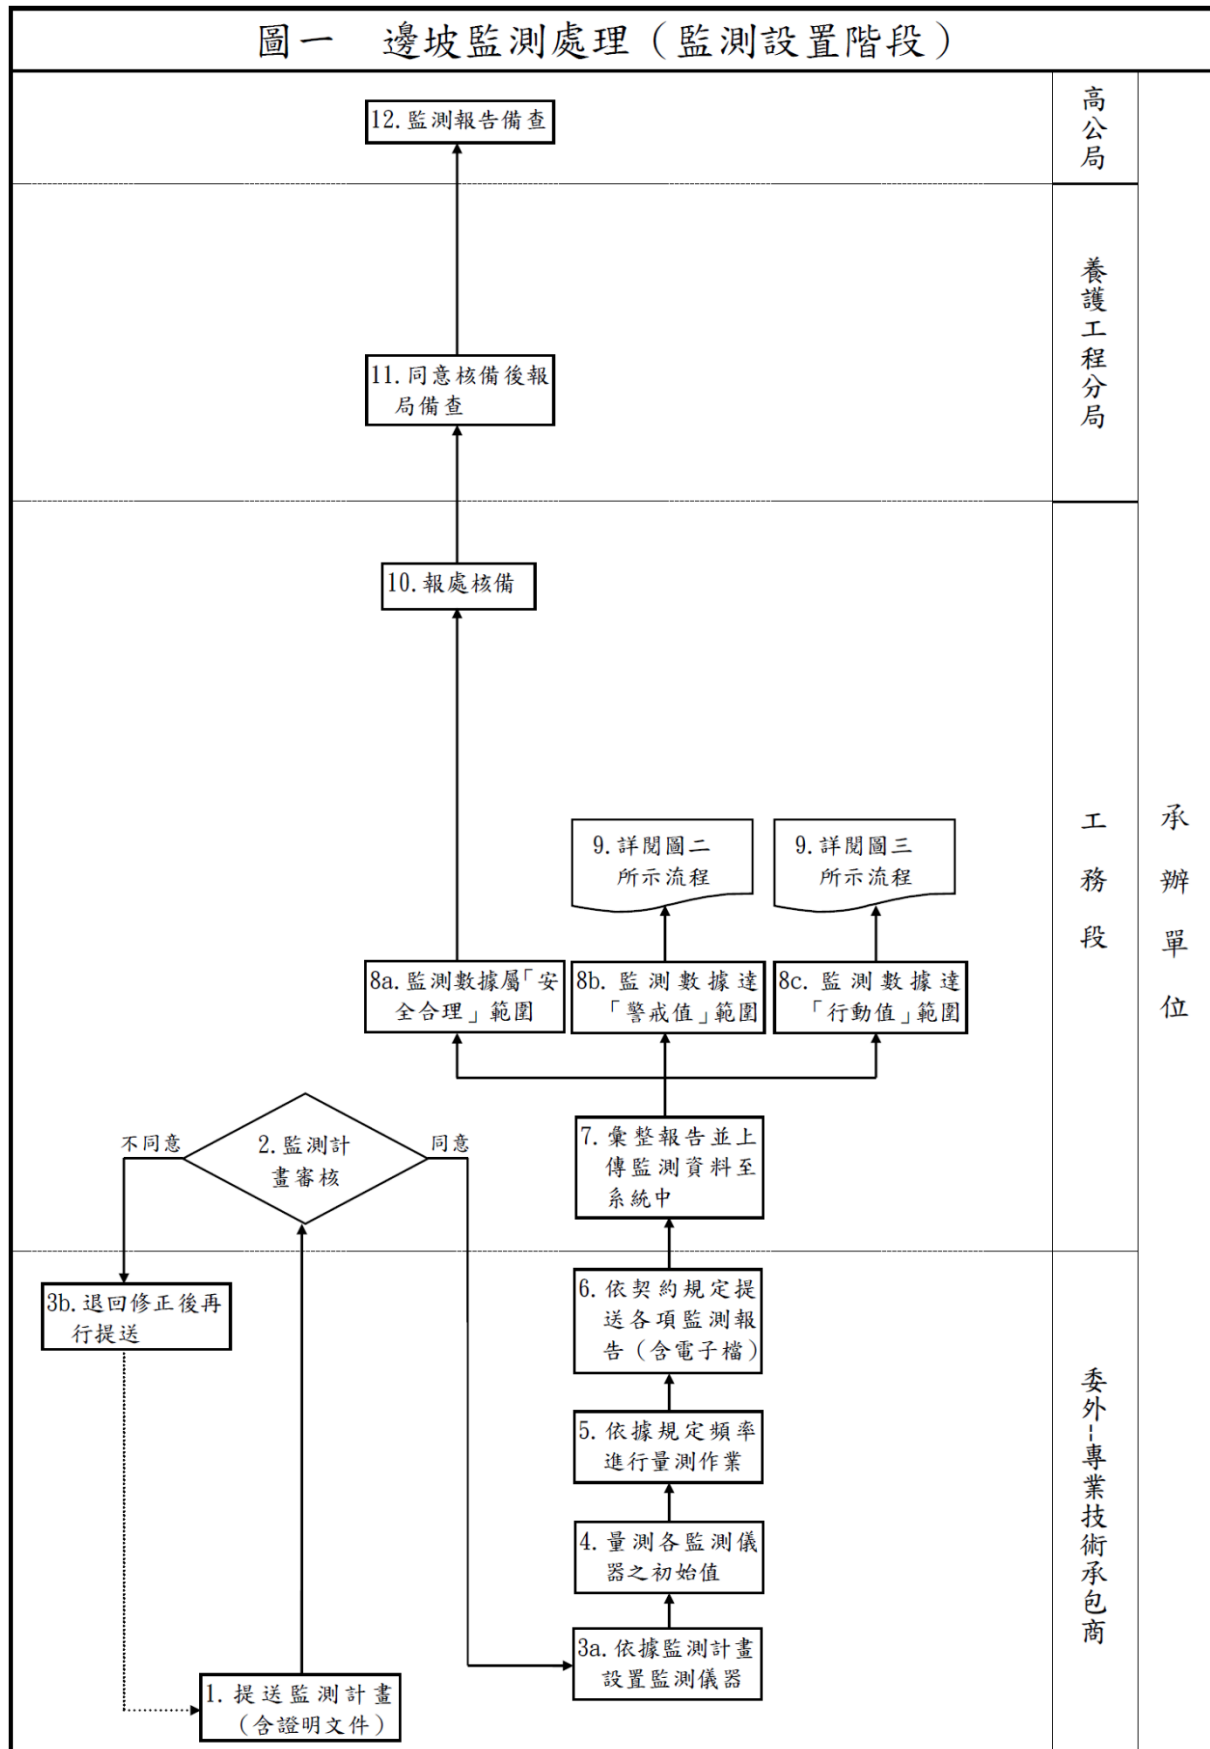 圖一　邊坡監測處理（監測設置階段）
12.監測報告備查
高公局
11.同意核備後報
局備查
養護工程分局
10.報處核備
9.詳閱圖二
所示流程
9.詳閱圖三
所示流程
8a.監測數據屬「安
全合理」範圍
8b.監測數據達
「警戒值」範圍
8c.監測數據達
「行動值」範圍
工務段
承辦單位
不同意
2.監測計
畫審核
同意
7.彙整報告並上
傳監測資料至
系統中
3b.退回修正後再
行提送
6.依契約規定提
送各項監測報
告（含電子檔）
5.依據規定頻率
進行量測作業
4.量測各監測儀
器之初始值
3a.依據監測計畫
設置監測儀器
1.提送監測計畫
（含證明文件）
委外--專業技術承包商